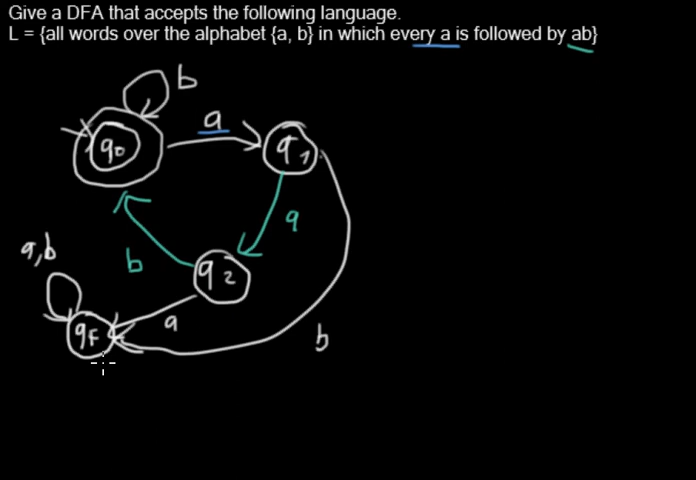 Give a DFA that accepts the following language.
L = {all words over the alphabet {a, b} in which every a is followed by ab}
b
a
q0
q1
a
a,b
b
q2
a
qF
b